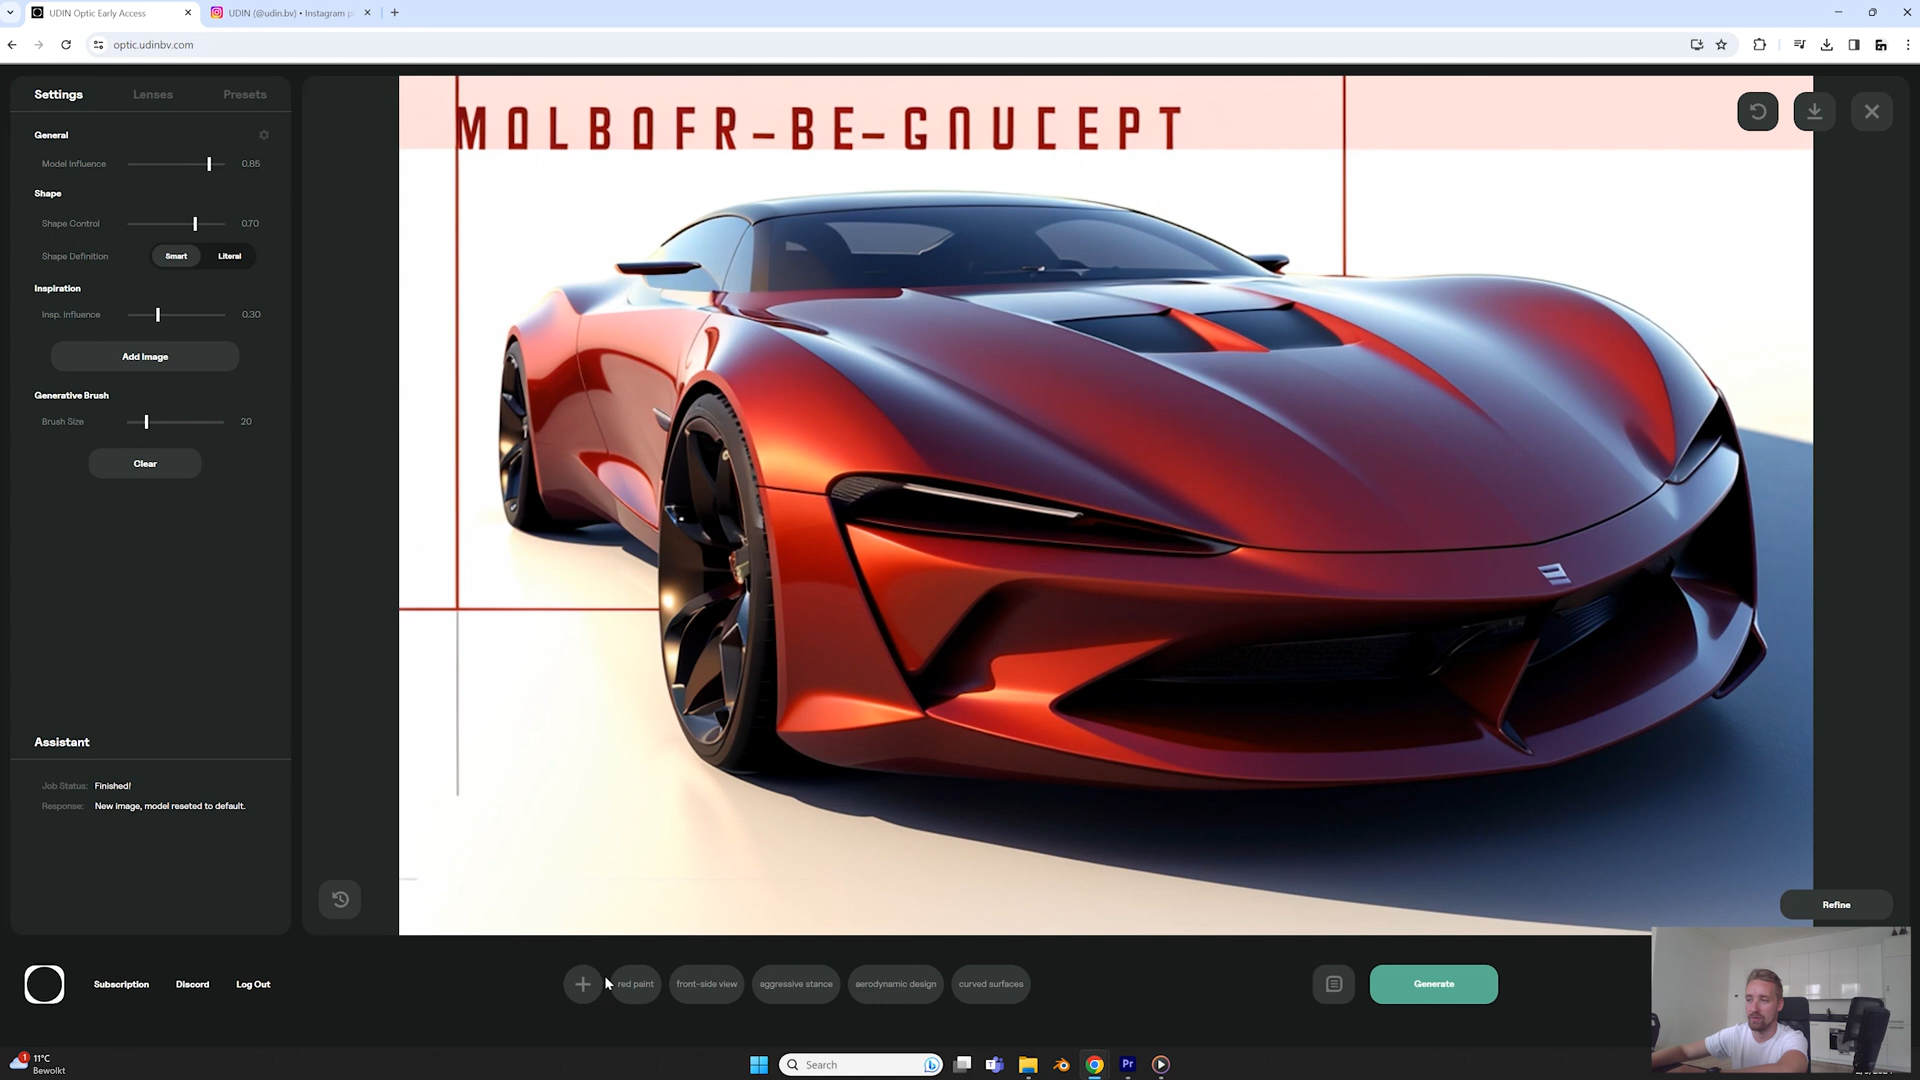 UDIN Optic Early Access
UDIN (@udin.bv) • Instagram p
optic.udinbv.com
Settings
Lenses
Presets
General
Model Influence
0.85
Shape
Shape Control
0.70
Shape Definition
Smart
Literal
Inspiration
Insp. Influence
0.30
Add Image
Generative Brush
Brush Size
20
Clear
MOLBOFR-BE-GNUCEPT
Assistant
Job Status: Finished!
Response: New image, model reseted to default.
Refine
Subscription
Discord
Log Out
red paint
front-side view
aggressive stance
aerodynamic design
curved surfaces
Generate
1
11°C
Bewolkt
Search
Pr